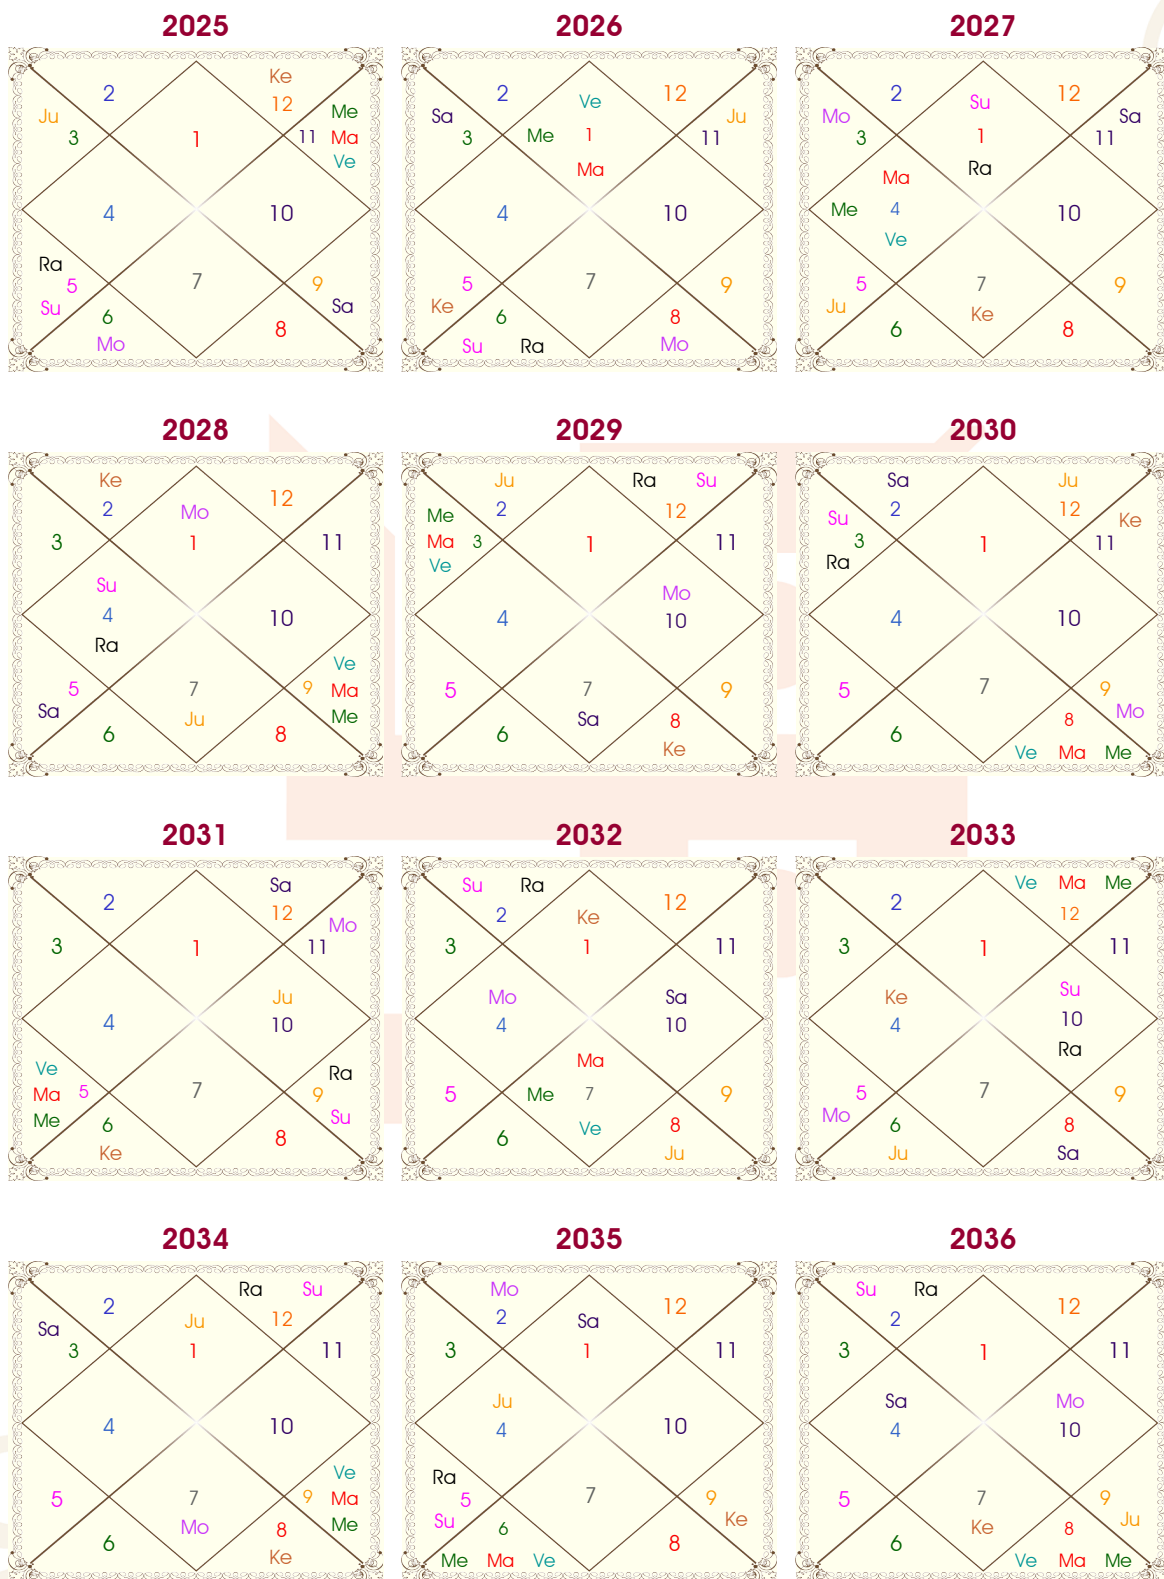 2025
Ke
2 12
Ju Me
3 1 11 Ma
Ve
4 10
Ra
5 7 9
Su 6 Sa
Mo 8
2026
2 Ve 12
Sa Ju
3 Me 1 11
Ma
4 10
5 7 9
Ke 6 8
Su Ra Mo
2027
2 Su 12
Mo Sa
3 1 11
Ra
Ma
Me 4 10
Ve
5 7 9
Ju Ke
6 8
2028
Ke
2 Mo 12
3 1 11
Su
4 10
Ra
Ve
5 7 9 Ma
Sa Ju Me
6 8
2029
Ju Ra Su
2 12
Me
Ma 3 1 11
Ve
Mo
4 10
5 7 9
Sa 8
6 Ke
2030
Sa Ju
2 12
Su Ke
3 1 11
Ra
4 10
5 7 9
Mo
6 8
Ve Ma Me
2031
Sa
2 12
Mo
3 1 11
Ju
4 10
Ve Ra
Ma 5 7 9
Me 6 Su
Ke 8
2032
Su Ra
2 Ke 12
3 1 11
Mo Sa
4 10
Ma
5 Me 7 9
Ve 8
6 Ju
2033
Ve Ma Me
2 12
3 1 11
Ke Su
4 10
Ra
5 7 9
Mo
6 8
Ju Sa
2034
Ra Su
2 Ju 12
Sa
3 1 11
4 10
Ve
5 7 9 Ma
Mo 8 Me
6 Ke
2035
Mo
2 Sa 12
3 1 11
Ju
4 10
Ra
5 7 9
Su 6 Ke
8
Me Ma Ve
2036
Su Ra
2 12
3 1 11
Sa Mo
4 10
5 7 9
Ke Ju
6 8
Ve Ma Me